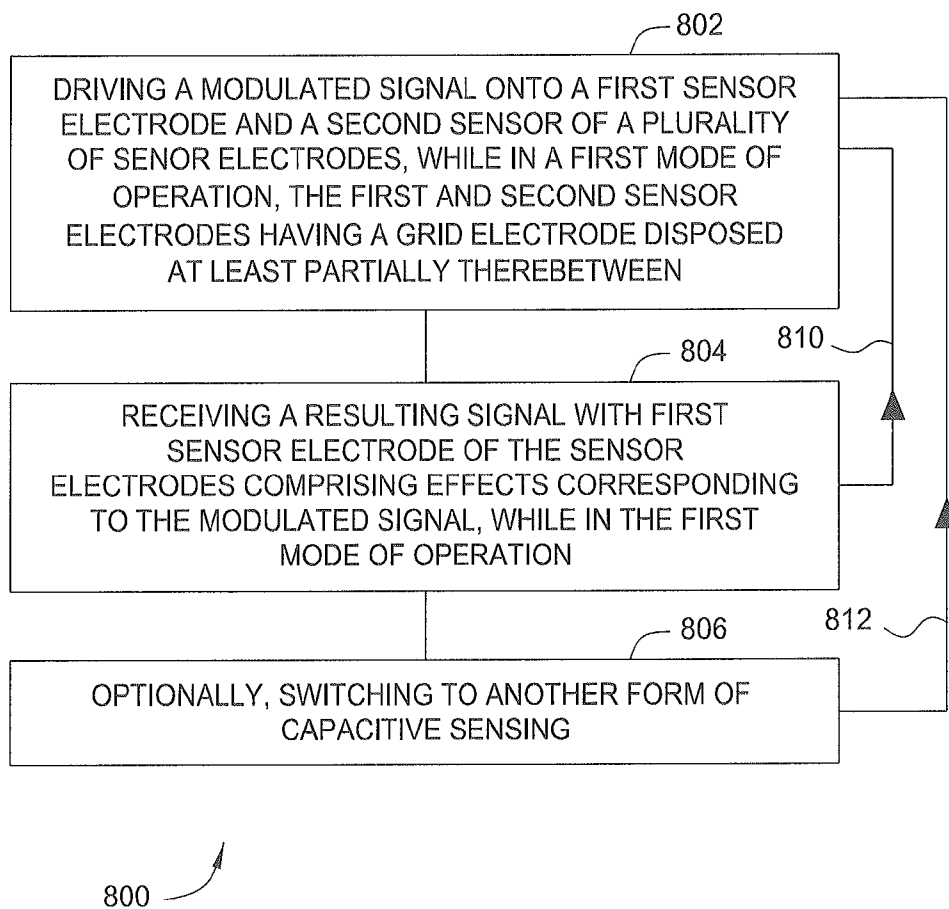 802
DRIVING A MODULATED SIGNAL ONTO A FIRST SENSOR
ELECTRODE AND A SECOND SENSOR OF A PLURALITY
OF SENOR ELECTRODES, WHILE IN A FIRST MODE OF
OPERATION, THE FIRST AND SECOND SENSOR
ELECTRODES HAVING A GRID ELECTRODE DISPOSED
AT LEAST PARTIALLY THEREBETWEEN
810
804
RECEIVING A RESULTING SIGNAL WITH FIRST
SENSOR ELECTRODE OF THE SENSOR
ELECTRODES COMPRISING EFFECTS CORRESPONDING
TO THE MODULATED SIGNAL, WHILE IN THE FIRST
MODE OF OPERATION
812
806
OPTIONALLY, SWITCHING TO ANOTHER FORM OF
CAPACITIVE SENSING
800